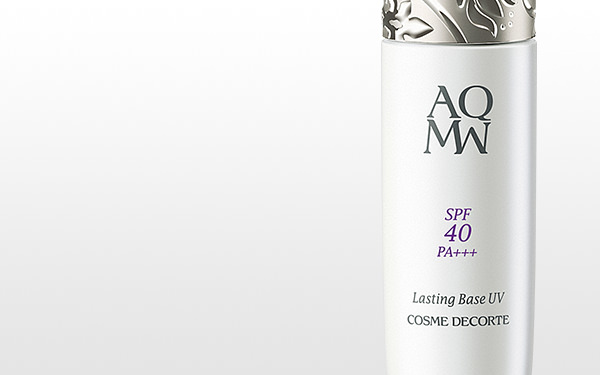 AQ
MW
SPF
40
PA+++
Lasting Base UV
COSME DECORTE